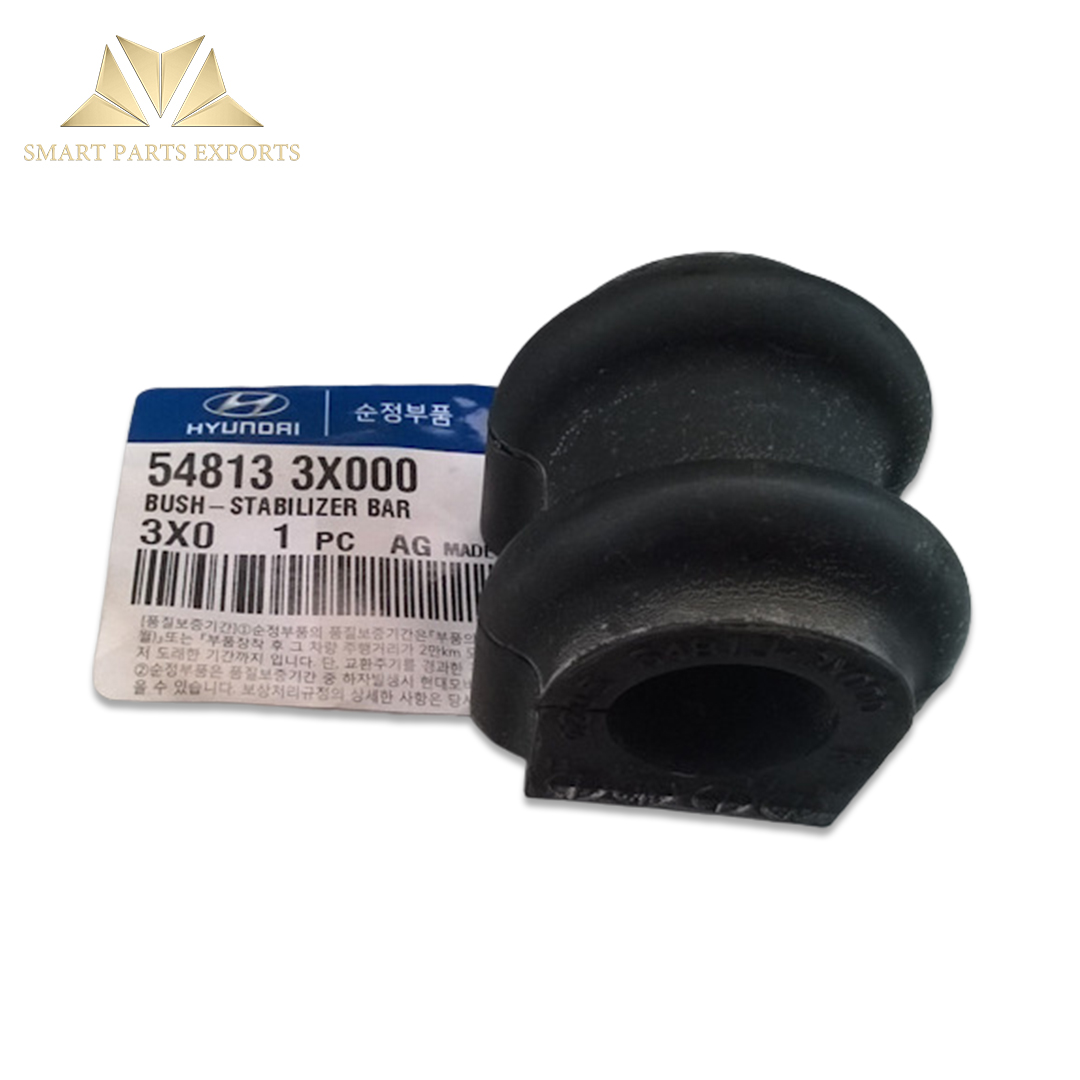 SMART PARTS EXPORTS
HYUNDAI
순정부품
54813 3X000
BUSH-STABILIZER BAR
3X0 1 PC AG MADE
[품질보증기간]①순정부품의 품질보증기간은『부품의
월)』또는 『부품장착 후 그 차량 주행거리가 2만km
저 도래한 기간까지 입니다. 단, 교환주기를 경과한
②순정부품은 품질보증기간 중 하자발생시 현대모비
을 수 있습니다. 보상처리규정의 상세한 사항은 당사